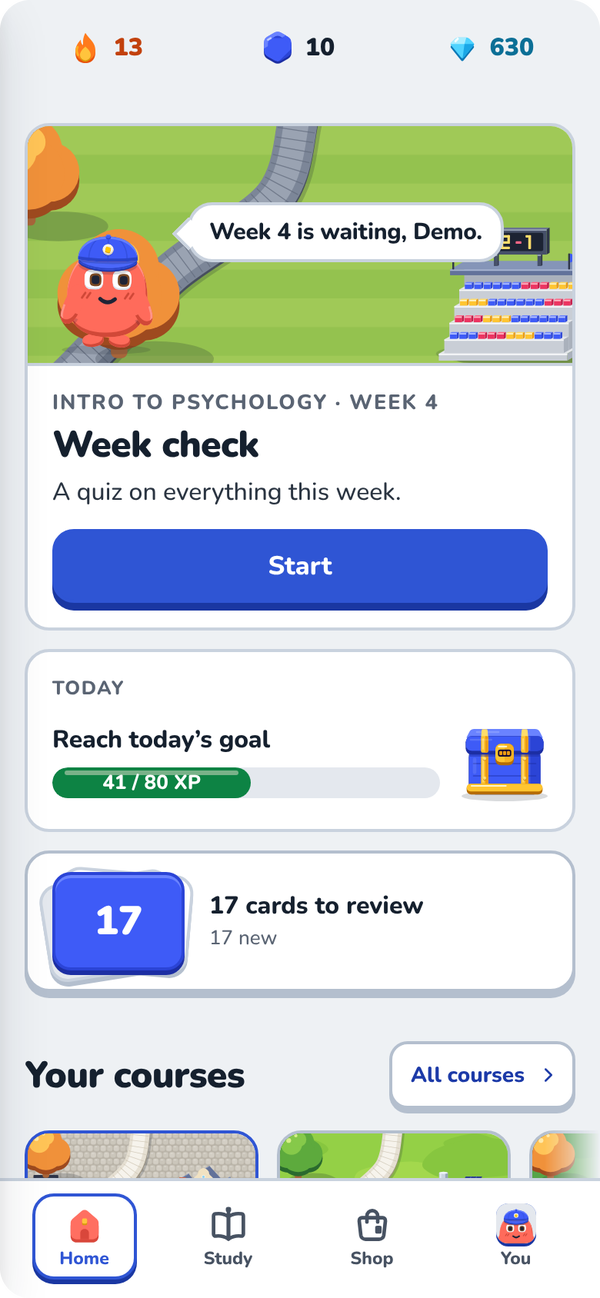 13
10
630
Week 4 is waiting, Demo.
2-1
INTRO TO PSYCHOLOGY · WEEK 4
Week check
A quiz on everything this week.
Start
TODAY
Reach today’s goal
41 / 80 XP
17
17 cards to review
17 new
Your courses
All courses
Home
Study
Shop
You